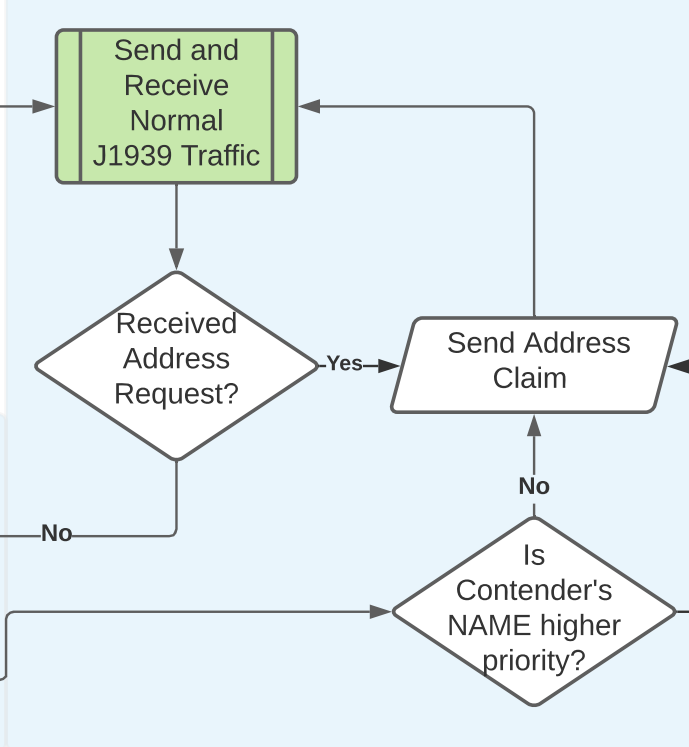 Send and
Receive
Normal
J1939 Traffic
Received
Address
Request?
Yes
Send Address
Claim
No
No
Is
Contender's
NAME higher
priority?